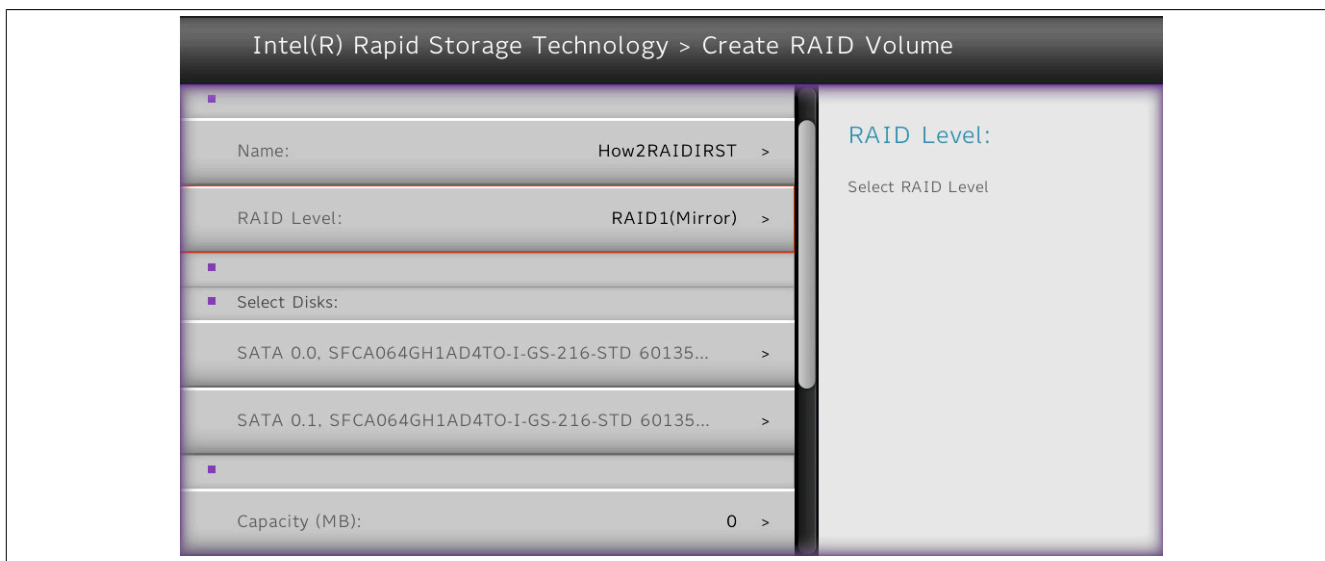 Intel(R) Rapid Storage Technology > Create RAID Volume
Name: How2RAIDIRST >
RAID Level: RAID1(Mirror) >
Select Disks:
SATA 0.0, SFCA064GH1AD4TO-I-GS-216-STD 60135... >
SATA 0.1, SFCA064GH1AD4TO-I-GS-216-STD 60135... >
Capacity (MB): 0 >
RAID Level:
Select RAID Level